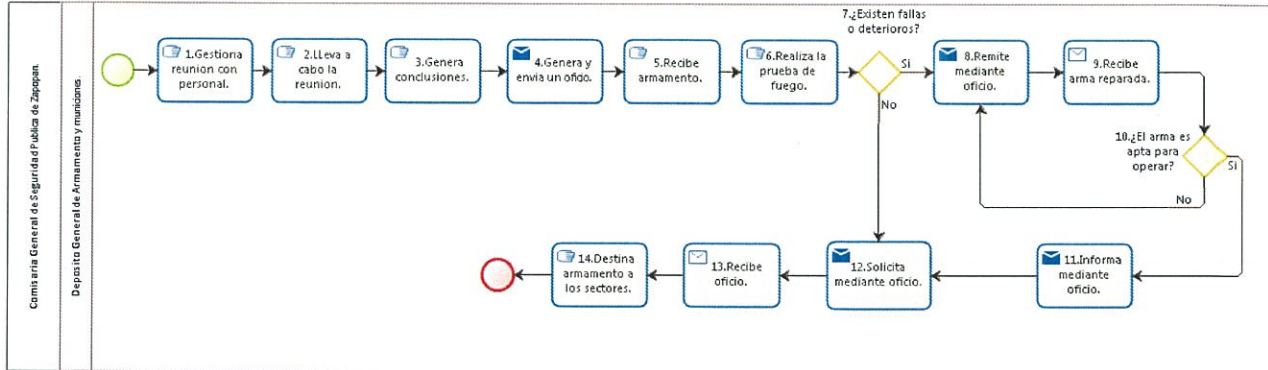 Comisaria General de Seguridad Publica de Zapopan.
Deposito General de Armamento y municiones.
1.Gestiona
reunion con
personal.
2.Lleva a
cabo la
reunion.
3.Genera
conclusiones.
4.Genera y
envia un oficio.
5.Recibe
armamento.
6.Realiza la
prueba de
fuego.
7.¿Existen fallas
o deterioros?
Si
No
8.Remite
mediante
oficio.
9.Recibe
arma reparada.
10.¿El arma es
apta para
operar?
Si
No
11.Informa
mediante
oficio.
12.Solicita
mediante oficio.
13.Recibe
oficio.
14.Destina
armamento a
los sectores.